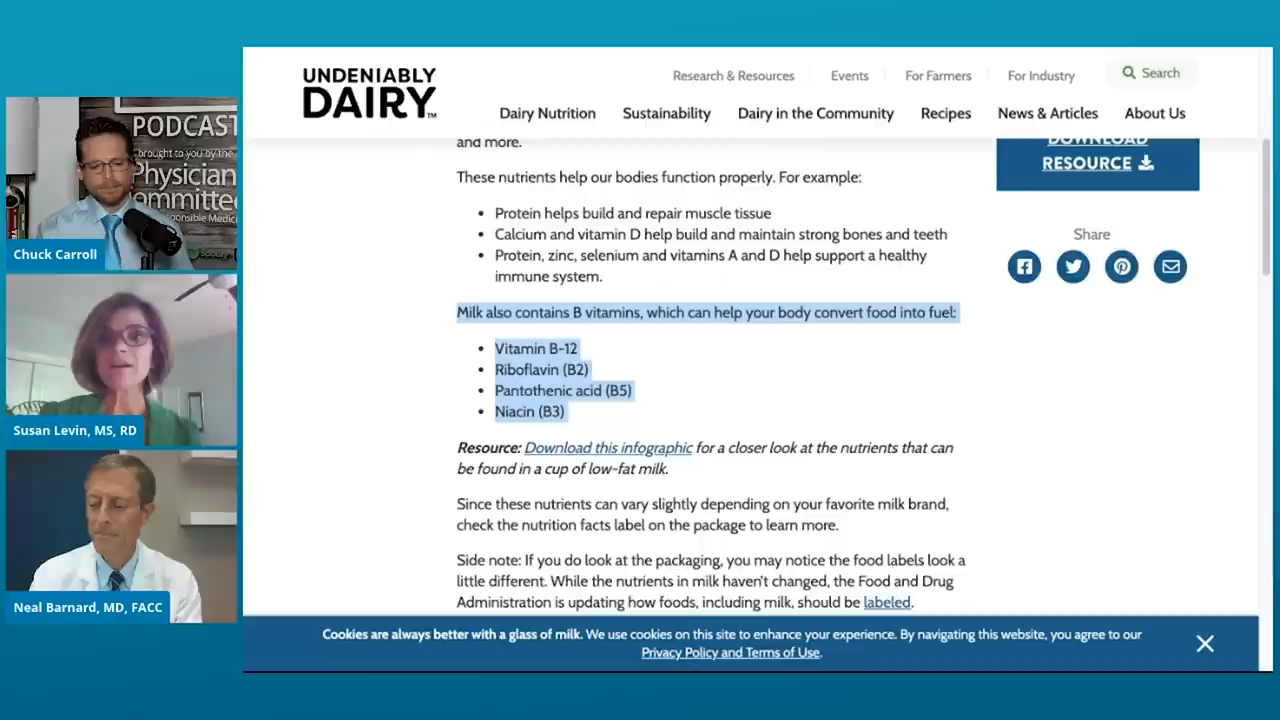 PODCAST
brought to you by the
Physician
ommittee
Chuck Carroll
Susan Levin, MS, RD
Neal Barnard, MD, FACC
UNDENIABLY
DAIRY
Research & Resources
Events
For Farmers
For Industry
Search
Dairy Nutrition
Sustainability
Dairy in the Community
Recipes
News & Articles
About Us
and more.
These nutrients help our bodies function properly. For example:
• Protein helps build and repair muscle tissue
• Calcium and vitamin D help build and maintain strong bones and teeth
• Protein, zinc, selenium and vitamins A and D help support a healthy
immune system.
Milk also contains B vitamins, which can help your body convert food into fuel:
• Vitamin B-12
• Riboflavin (B2)
• Pantothenic acid (B5)
• Niacin (B3)
Resource: Download this infographic for a closer look at the nutrients that can
be found in a cup of low-fat milk.
Since these nutrients can vary slightly depending on your favorite milk brand,
check the nutrition facts label on the package to learn more.
Side note: If you do look at the packaging, you may notice the food labels look a
little different. While the nutrients in milk haven't changed, the Food and Drug
Administration is updating how foods, including milk, should be labeled.
DOWNLOAD
RESOURCE
Share
Cookies are always better with a glass of milk. We use cookies on this site to enhance your experience. By navigating this website, you agree to our
Privacy Policy and Terms of Use.